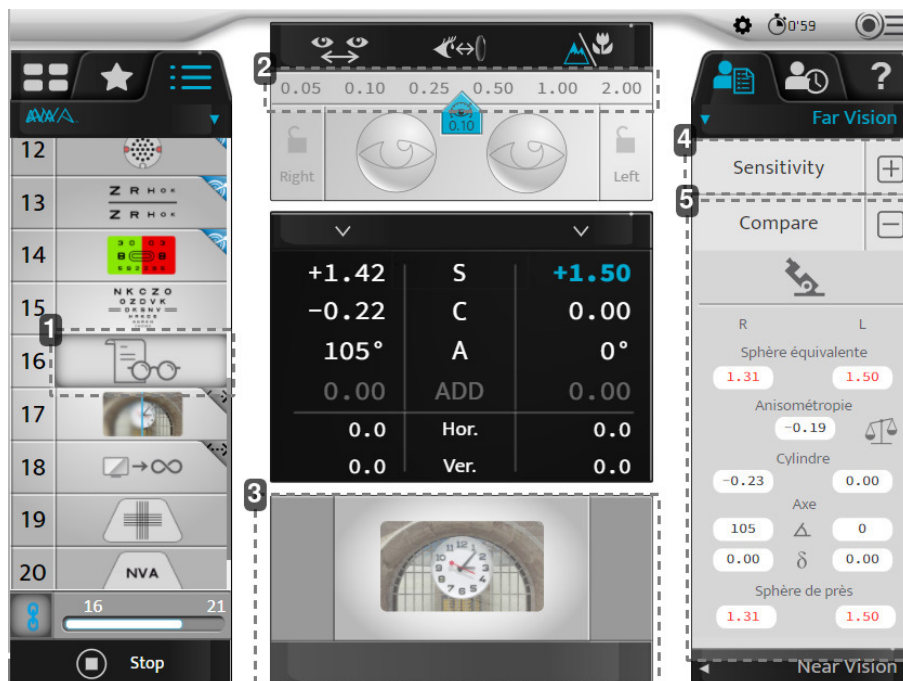 0'59
2
0.05 0.10 0.25 0.50 1.00 2.00
0.10
Right
Left
Far Vision
4
Sensitivity
5
Compare
R L
Sphère équivalente
1.31 1.50
Anisométropie
-0.19
Cylindre
-0.23 0.00
Axe
105 0
0.00 δ 0.00
Sphère de près
1.31 1.50
Near Vision
12
13
Z R H O K
Z R H O K
14
15
N K C Z O
O Z D V K
D K S N V
1
16
17
18
19
20
NVA
16 21
Stop
+1.42 S +1.50
-0.22 C 0.00
105° A 0°
0.00 ADD 0.00
0.0 Hor. 0.0
0.0 Ver. 0.0
3
?